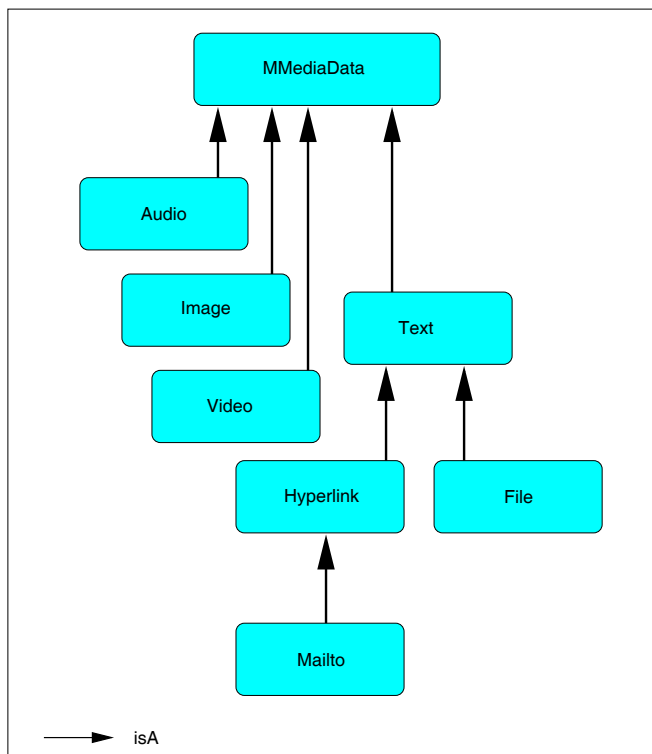 MMediaData
Audio
Image
Text
Video
Hyperlink
File
Mailto
isA